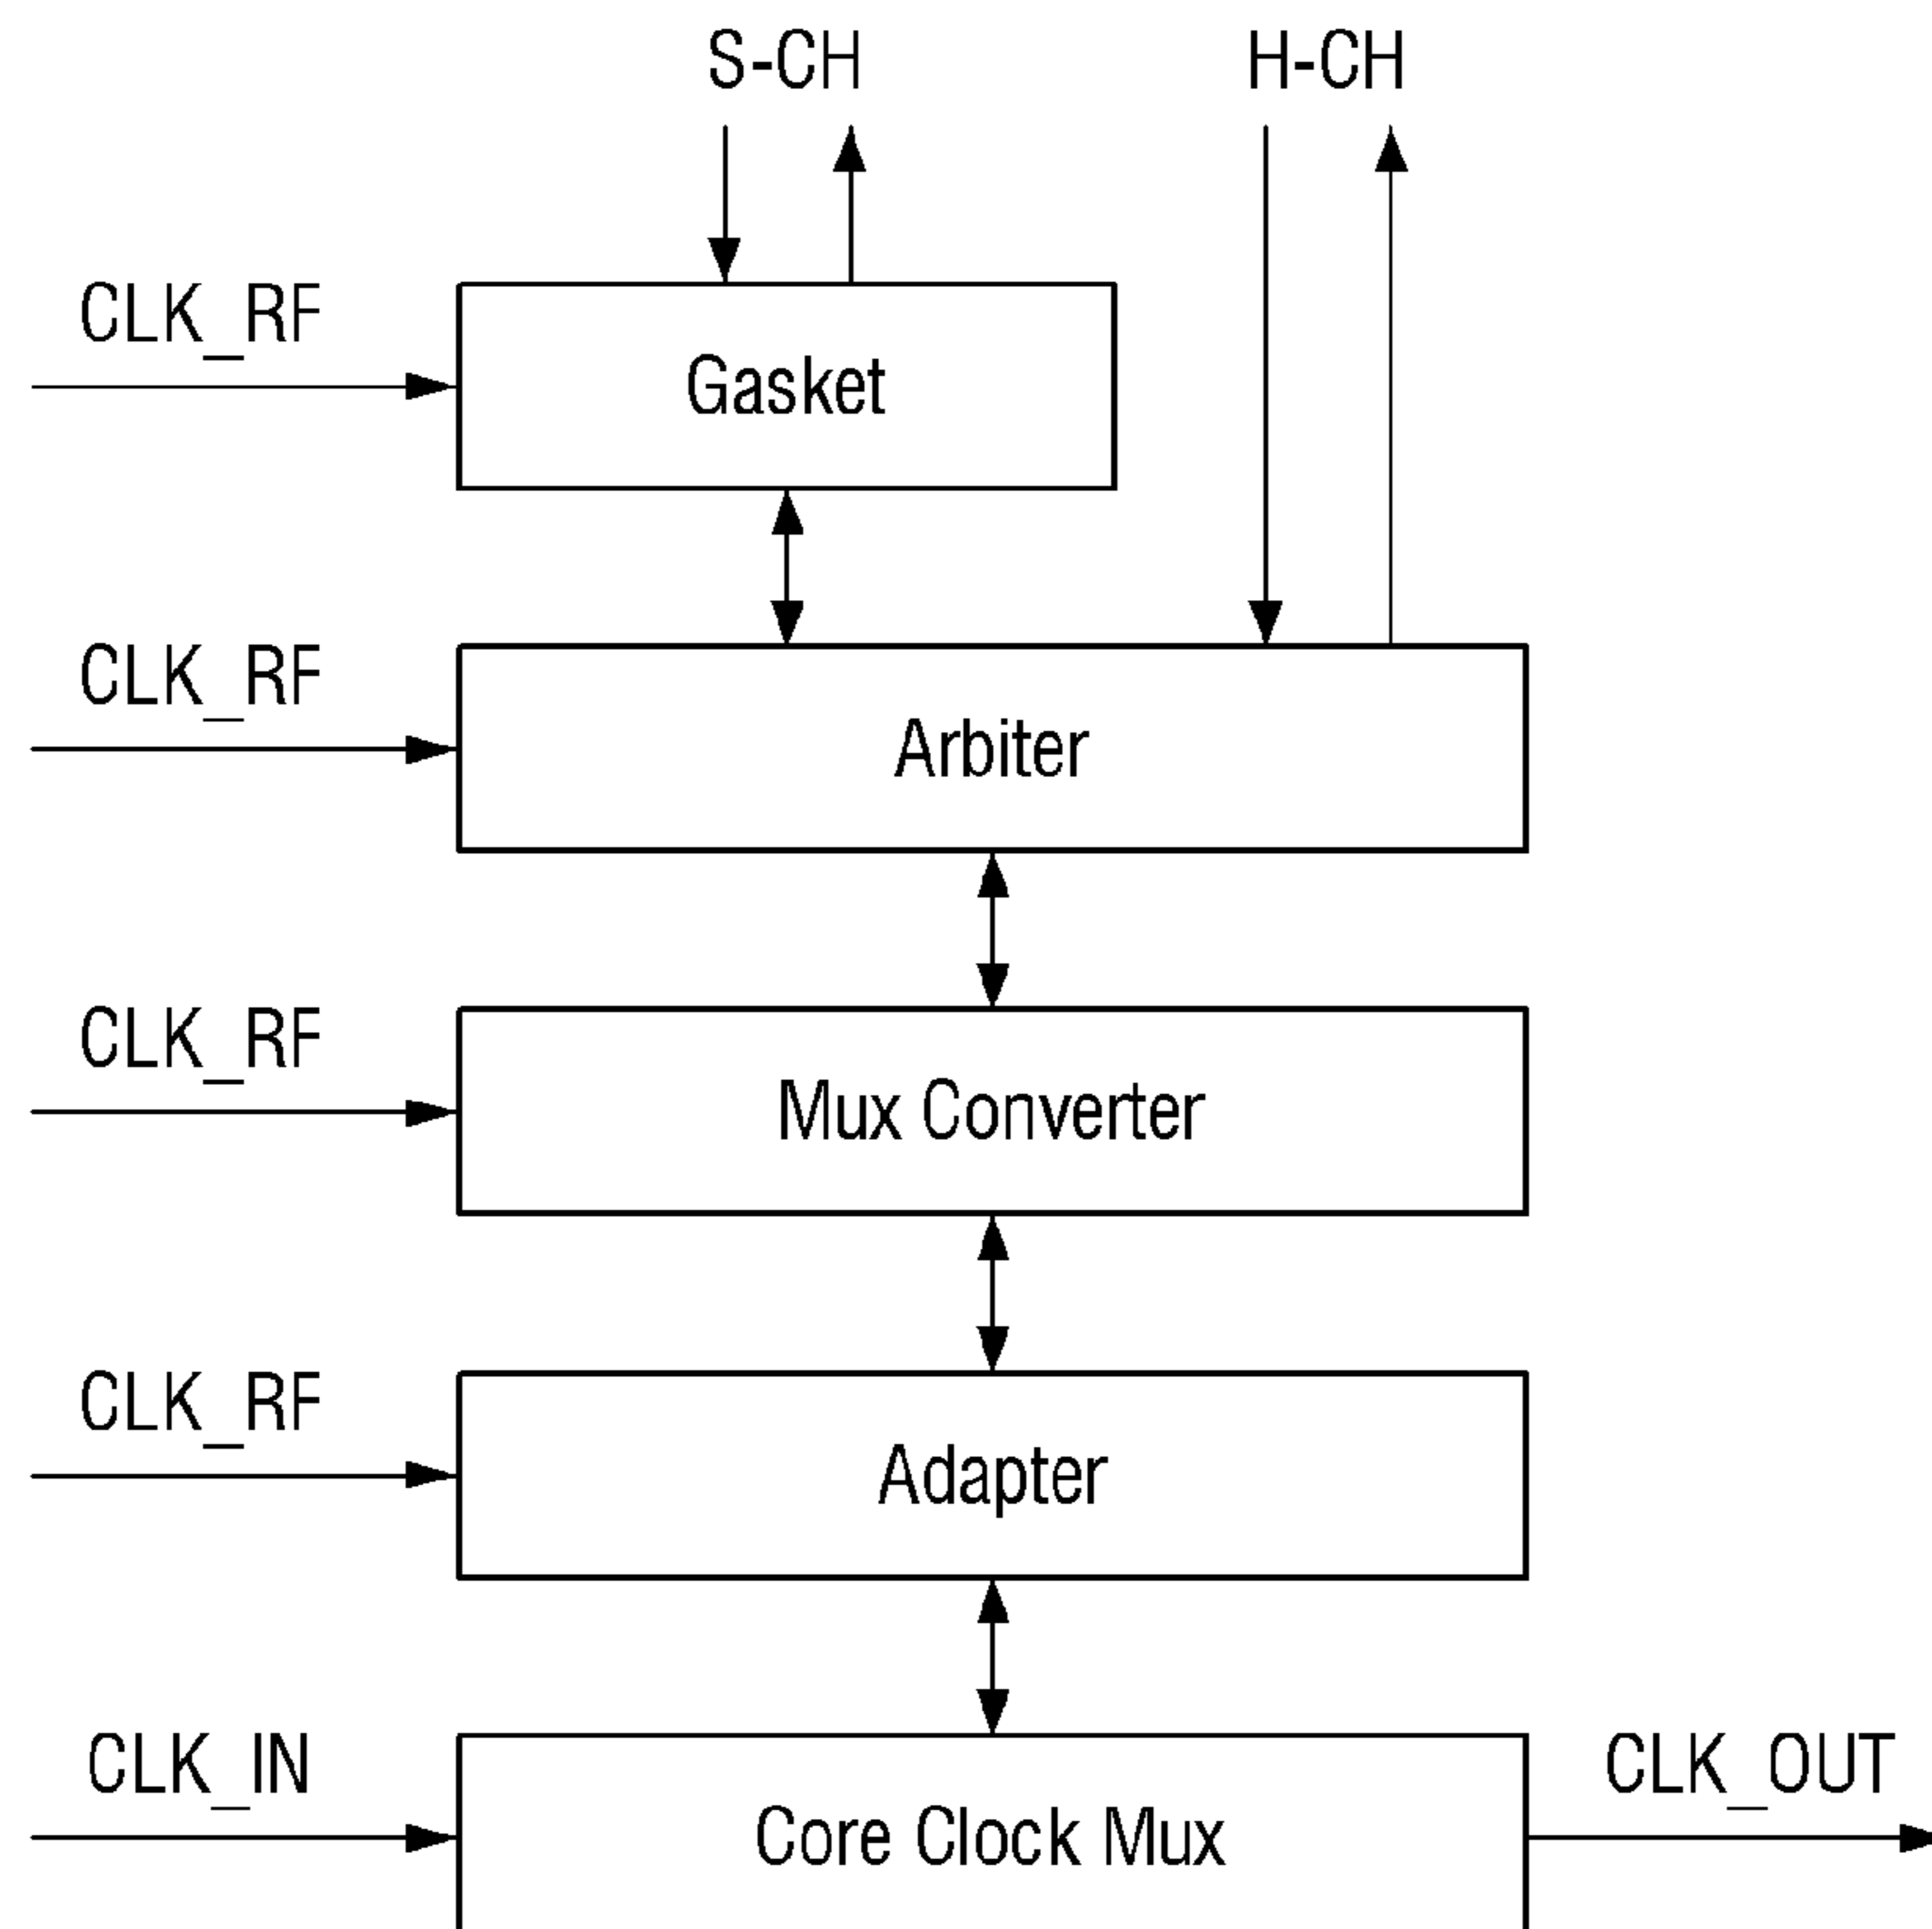 S-CH
H-CH
CLK_RF
Gasket
CLK_RF
Arbiter
CLK_RF
Mux Converter
CLK_RF
Adapter
CLK_IN
Core Clock Mux
CLK_OUT